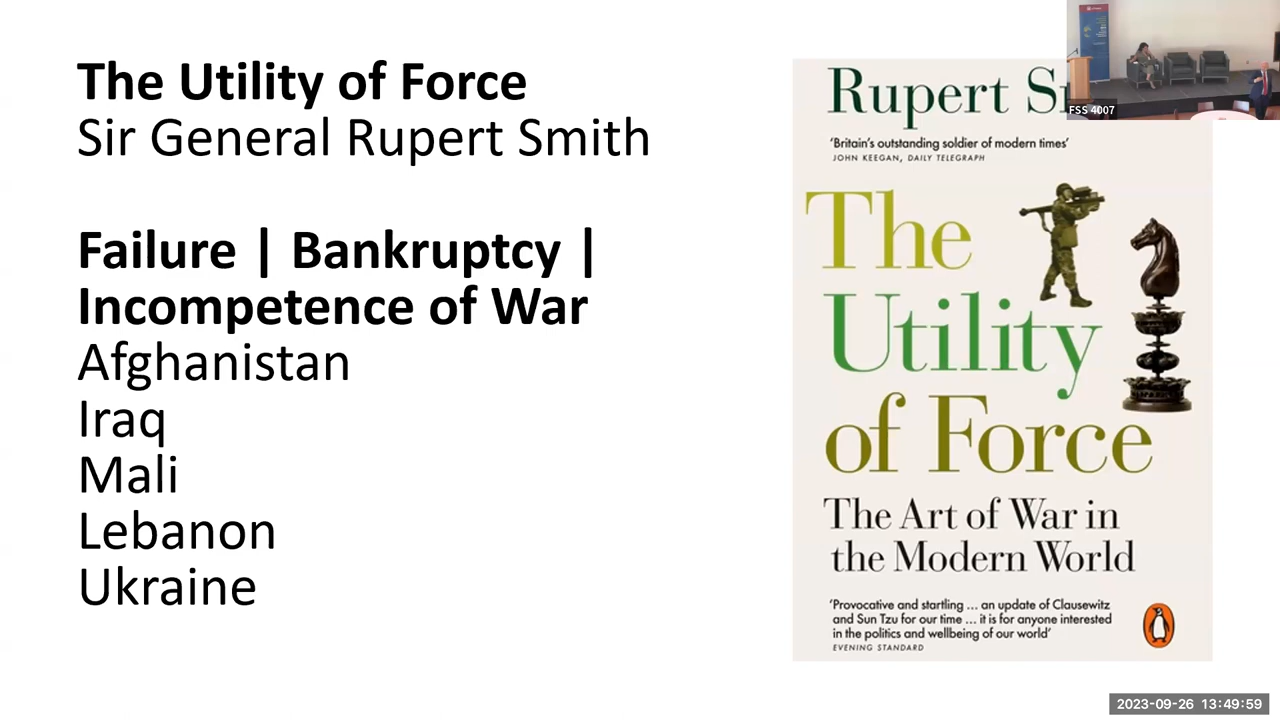 The Utility of Force
Sir General Rupert Smith
Failure | Bankruptcy |
Incompetence of War
Afghanistan
Iraq
Mali
Lebanon
Ukraine
Rupert
‘Britain’s outstanding soldier of modern times’
JOHN KEEGAN, DAILY TELEGRAPH
The
Utility
of Force
The Art of War in
the Modern World
‘Provocative and startling ... an update of Clausewitz
and Sun Tzu for our time ... it is for anyone interested
in the politics and wellbeing of our world’
EVENING STANDARD
FSS 4007
2023-09-26 13:49:59